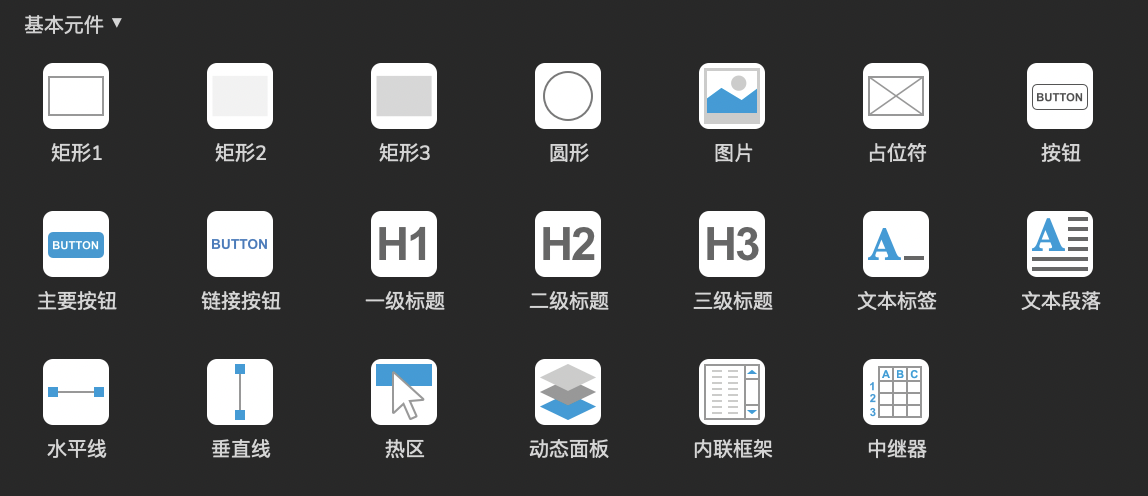 基本元件 ▼
BUTTON
矩形1 矩形2 矩形3 圆形 图片 占位符 按钮
BUTTON BUTTON H1 H2 H3 A A
主要按钮 链接按钮 一级标题 二级标题 三级标题 文本标签 文本段落
A B C
1
2
3
水平线 垂直线 热区 动态面板 内联框架 中继器